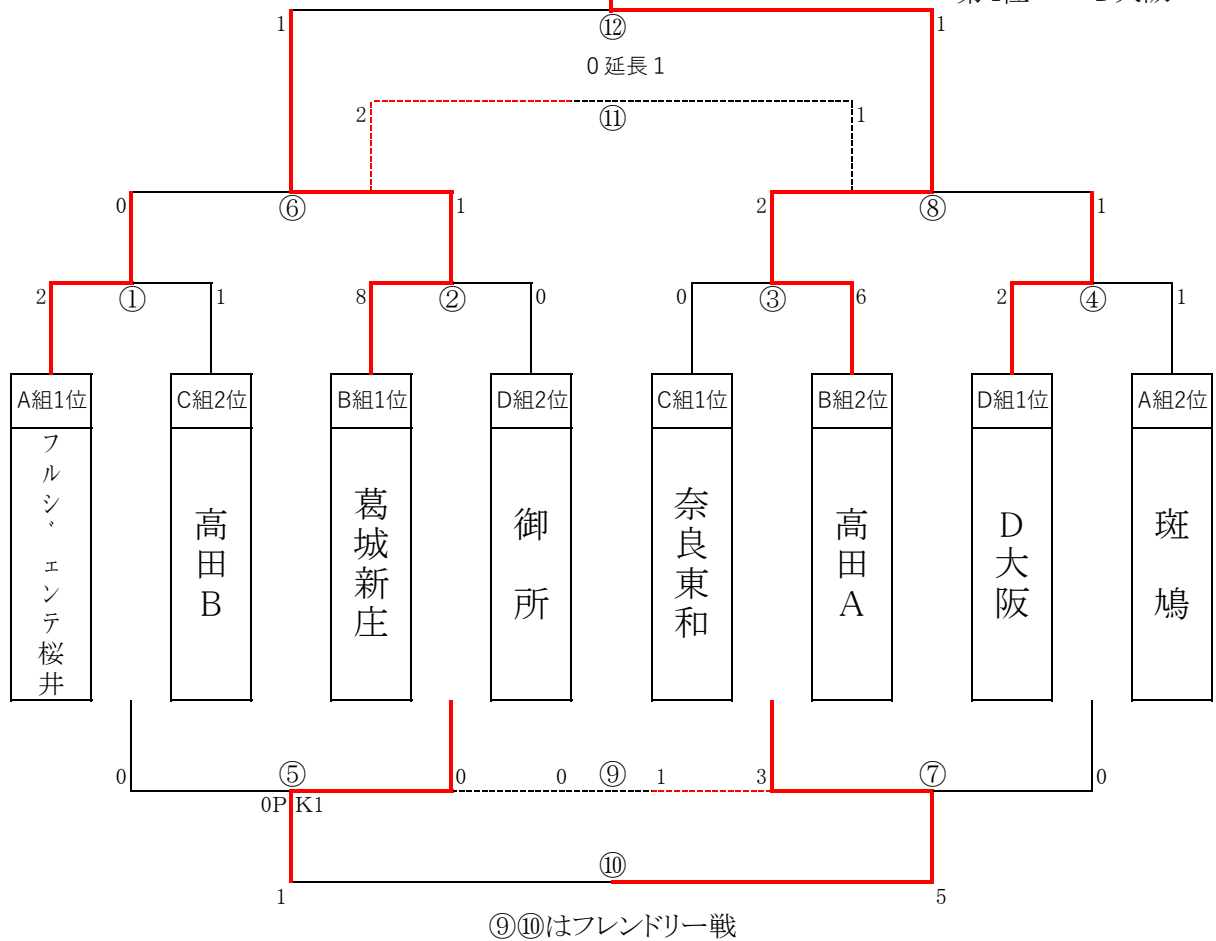 1 ⑫ 1
0 延長 1
2 ⑪ 1
0 ⑥ 1 2 ⑧ 1
2 ① 1 8 ② 0 0 ③ 6 2 ④ 1
A組1位 C組2位 B組1位 D組2位 C組1位 B組2位 D組1位 A組2位
フルジェンテ桜井
高田B
葛城新庄
御所
奈良東和
高田A
D大阪
斑鳩
0 ⑤ 0 0 ⑨ 1 3 ⑦ 0
0PK1
1 ⑩ 5
⑨⑩はフレンドリー戦